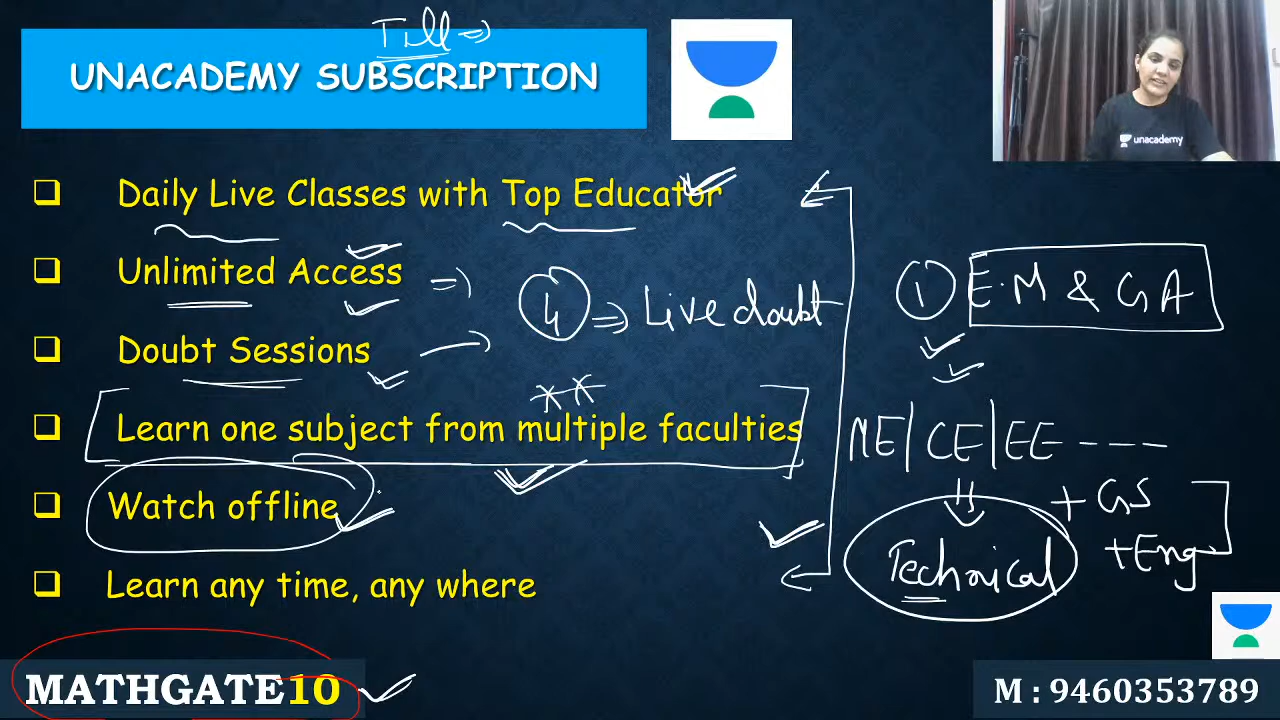 Till ⇒
UNACADEMY SUBSCRIPTION
unacademy
Daily Live Classes with Top Educator
Unlimited Access
Doubt Sessions
Learn one subject from multiple faculties
Watch offline
Learn any time, any where
4 ⇒ Live doubt
1 E.M & GA
ME | CE | EE ----
+ GS
Technical + Eng
MATHGATE10
M : 9460353789